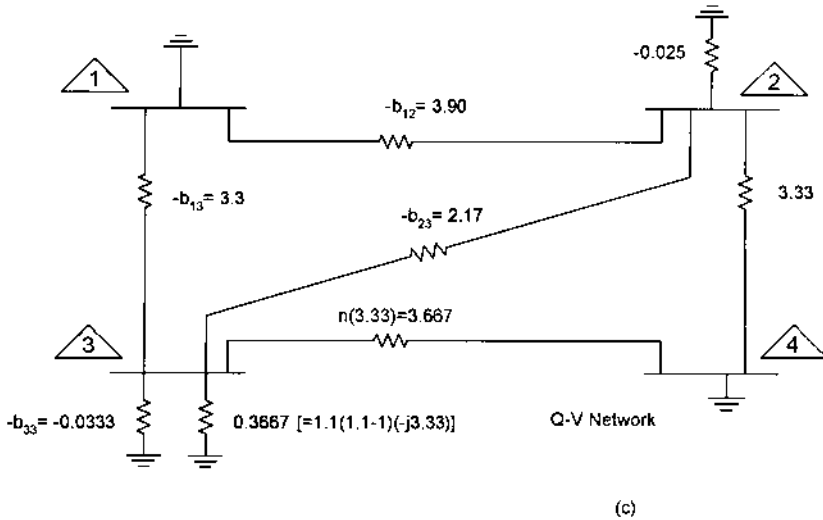 -0.025
1
2
-b12= 3.90
-b13= 3.3
3.33
-b23= 2.17
n(3.33)=3.667
3
4
-b33= -0.0333
0.3667 [=1.1(1.1-1)(-j3.33)]
Q-V Network
(c)